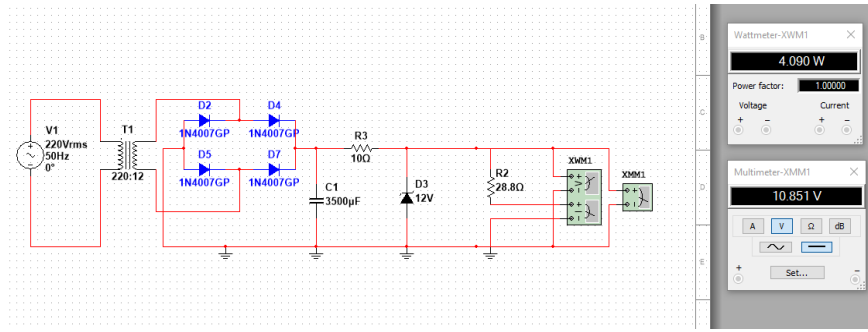 B
C
D
E
V1
220Vrms
50Hz
0°
T1
220:12
D2
1N4007GP
D4
1N4007GP
D5
1N4007GP
D7
1N4007GP
C1
3500µF
R3
10Ω
D3
12V
R2
28.8Ω
XWM1
V
I
XMM1
Wattmeter-XWM1
4.090 W
Power factor: 1.00000
Voltage Current
+ − + −
Multimeter-XMM1
10.851 V
A V Ω dB
+ −
Set...